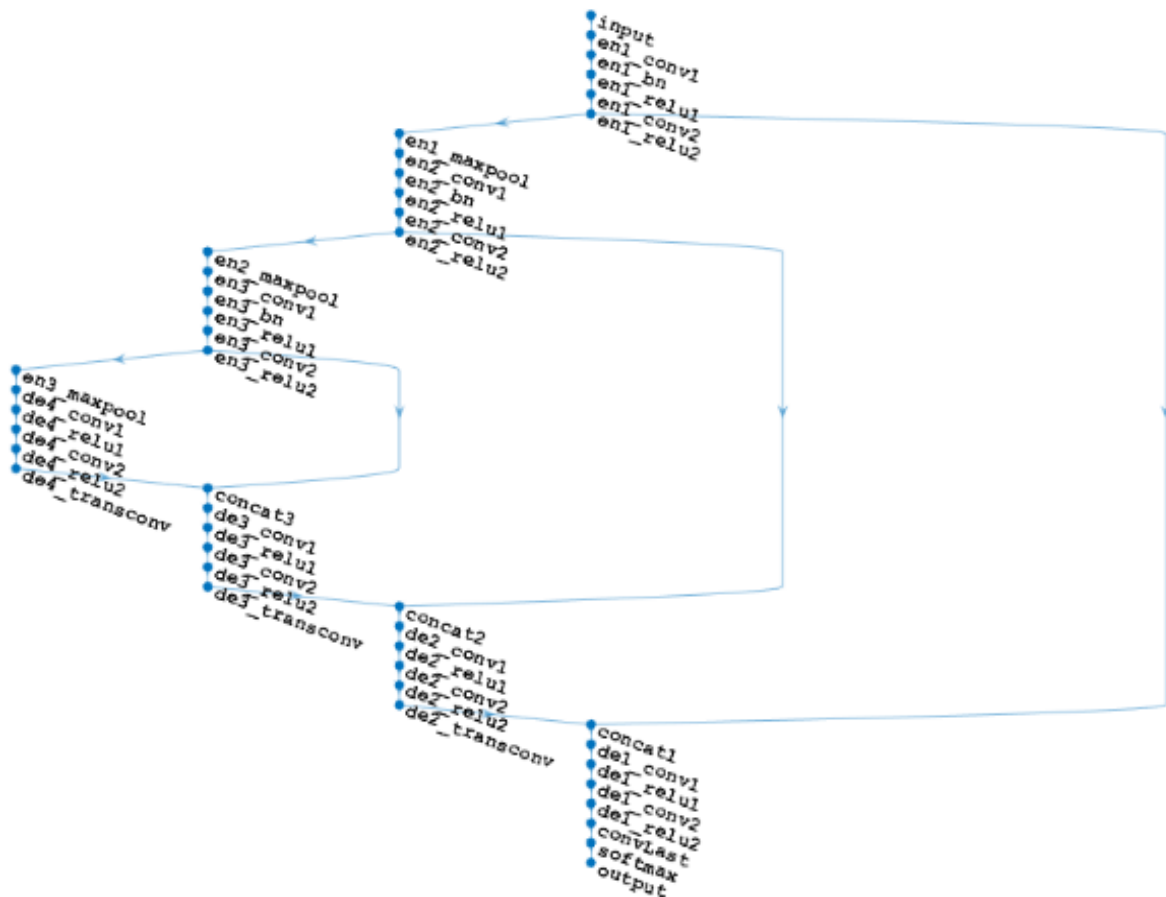 input
en1_conv1
en1_bn
en1_relu1
en1_conv2
en1_relu2
en1_maxpool
en2_conv1
en2_bn
en2_relu1
en2_conv2
en2_relu2
en2_maxpool
en3_conv1
en3_bn
en3_relu1
en3_conv2
en3_relu2
en3_maxpool
de4_conv1
de4_relu1
de4_conv2
de4_relu2
de4_transconv
concat3
de3_conv1
de3_relu1
de3_conv2
de3_relu2
de3_transconv
concat2
de2_conv1
de2_relu1
de2_conv2
de2_relu2
de2_transconv
concat1
de1_conv1
de1_relu1
de1_conv2
de1_relu2
convLast
softmax
output